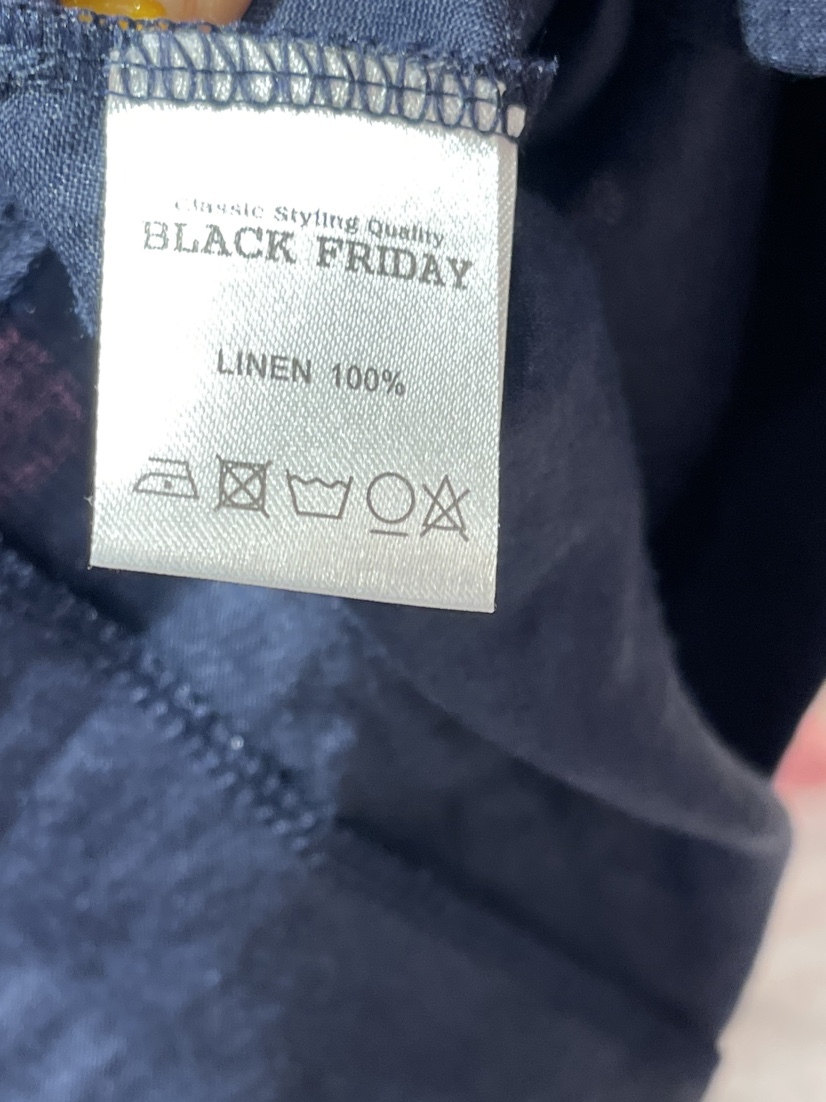 Classic Styling Quality
BLACK FRIDAY
LINEN 100%